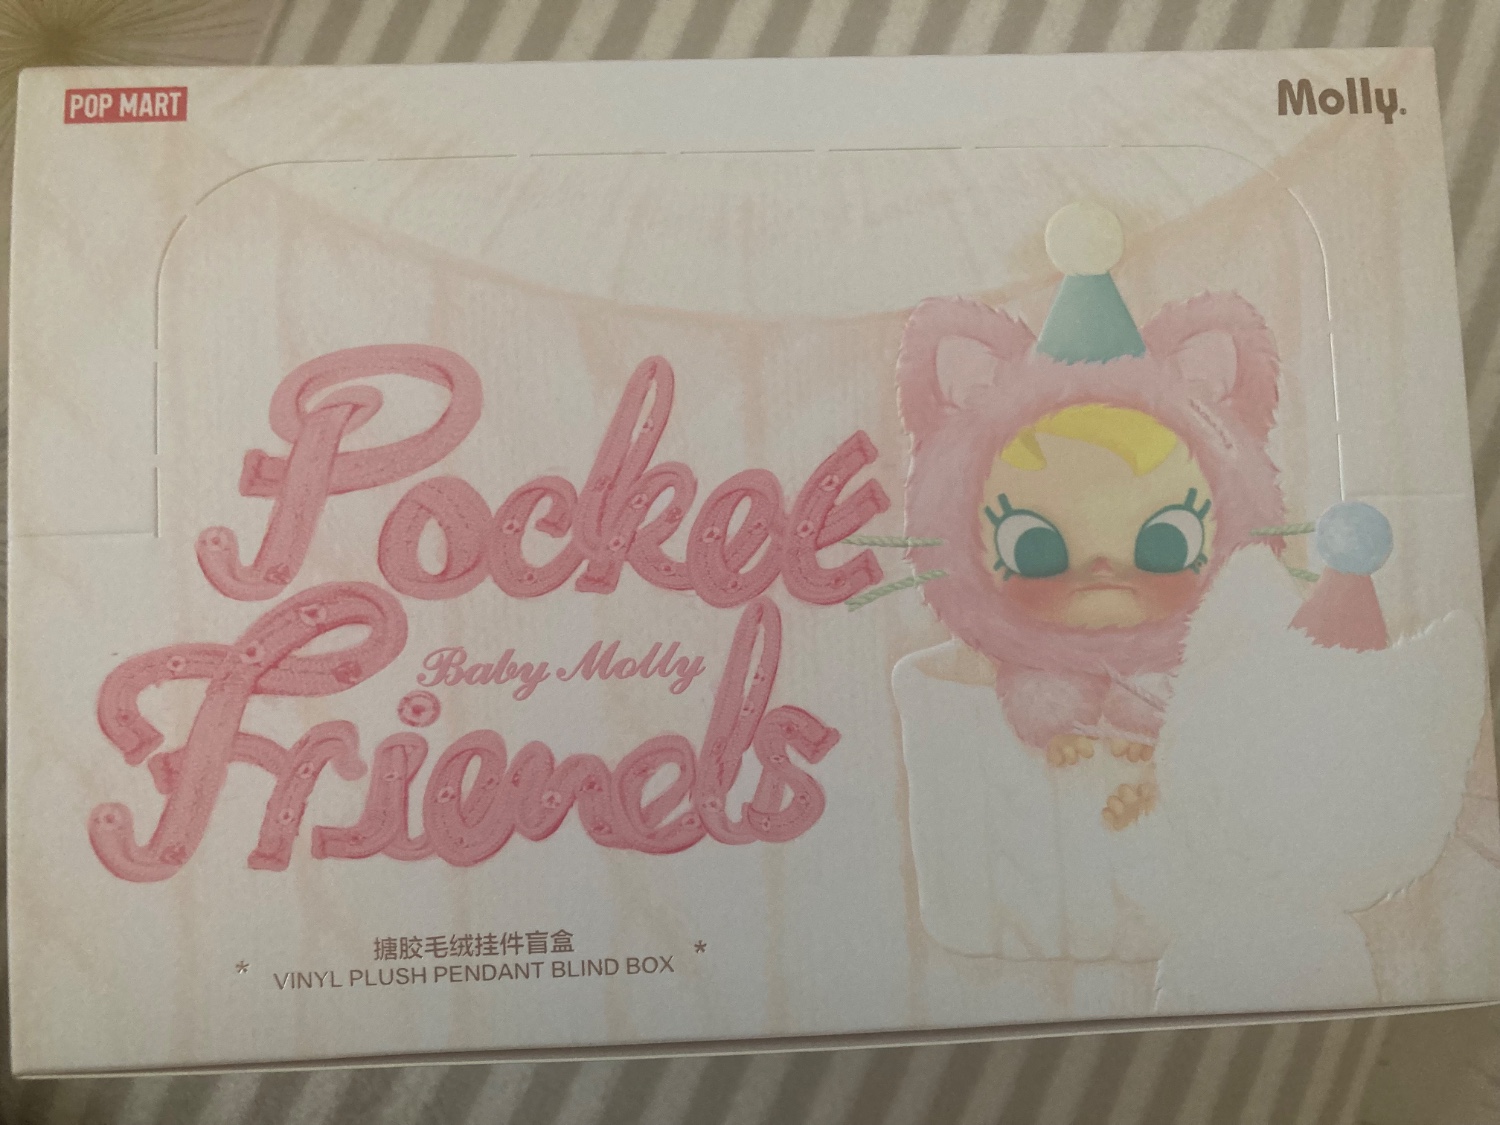 POP MART
Molly.
Pocket
Friends
Baby Molly
搪胶毛绒挂件盲盒
* VINYL PLUSH PENDANT BLIND BOX *